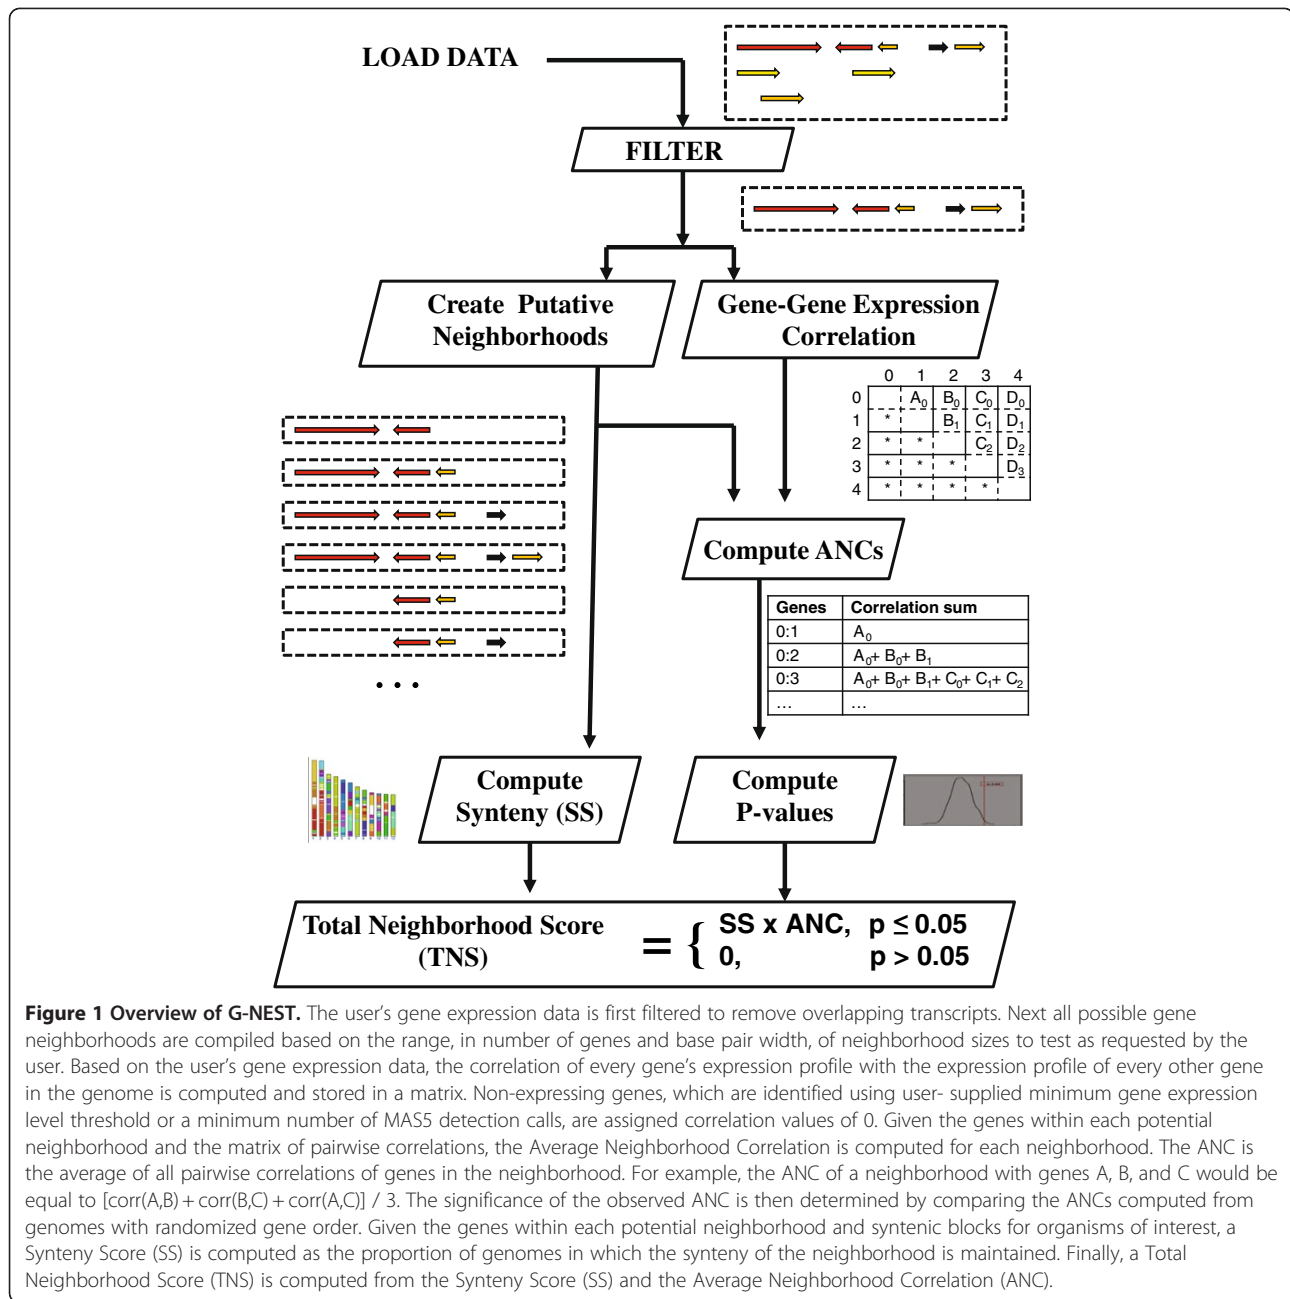 LOAD DATA
FILTER
Create Putative
Neighborhoods
Gene-Gene Expression
Correlation
0 1 2 3 4
0 A0 B0 C0 D0
1 * B1 C1 D1
2 * * C2 D2
3 * * * D3
4 * * * *
Compute ANCs
Genes Correlation sum
0:1 A0
0:2 A0+ B0+ B1
0:3 A0+ B0+ B1+ C0+ C1+ C2
... ...
. . .
Compute
Synteny (SS)
Compute
P-values
Total Neighborhood Score
(TNS)
= { SS x ANC, p ≤ 0.05
0, p > 0.05
Figure 1 Overview of G-NEST. The user's gene expression data is first filtered to remove overlapping transcripts. Next all possible gene
neighborhoods are compiled based on the range, in number of genes and base pair width, of neighborhood sizes to test as requested by the
user. Based on the user's gene expression data, the correlation of every gene's expression profile with the expression profile of every other gene
in the genome is computed and stored in a matrix. Non-expressing genes, which are identified using user- supplied minimum gene expression
level threshold or a minimum number of MAS5 detection calls, are assigned correlation values of 0. Given the genes within each potential
neighborhood and the matrix of pairwise correlations, the Average Neighborhood Correlation is computed for each neighborhood. The ANC is
the average of all pairwise correlations of genes in the neighborhood. For example, the ANC of a neighborhood with genes A, B, and C would be
equal to [corr(A,B) + corr(B,C) + corr(A,C)] / 3. The significance of the observed ANC is then determined by comparing the ANCs computed from
genomes with randomized gene order. Given the genes within each potential neighborhood and syntenic blocks for organisms of interest, a
Synteny Score (SS) is computed as the proportion of genomes in which the synteny of the neighborhood is maintained. Finally, a Total
Neighborhood Score (TNS) is computed from the Synteny Score (SS) and the Average Neighborhood Correlation (ANC).